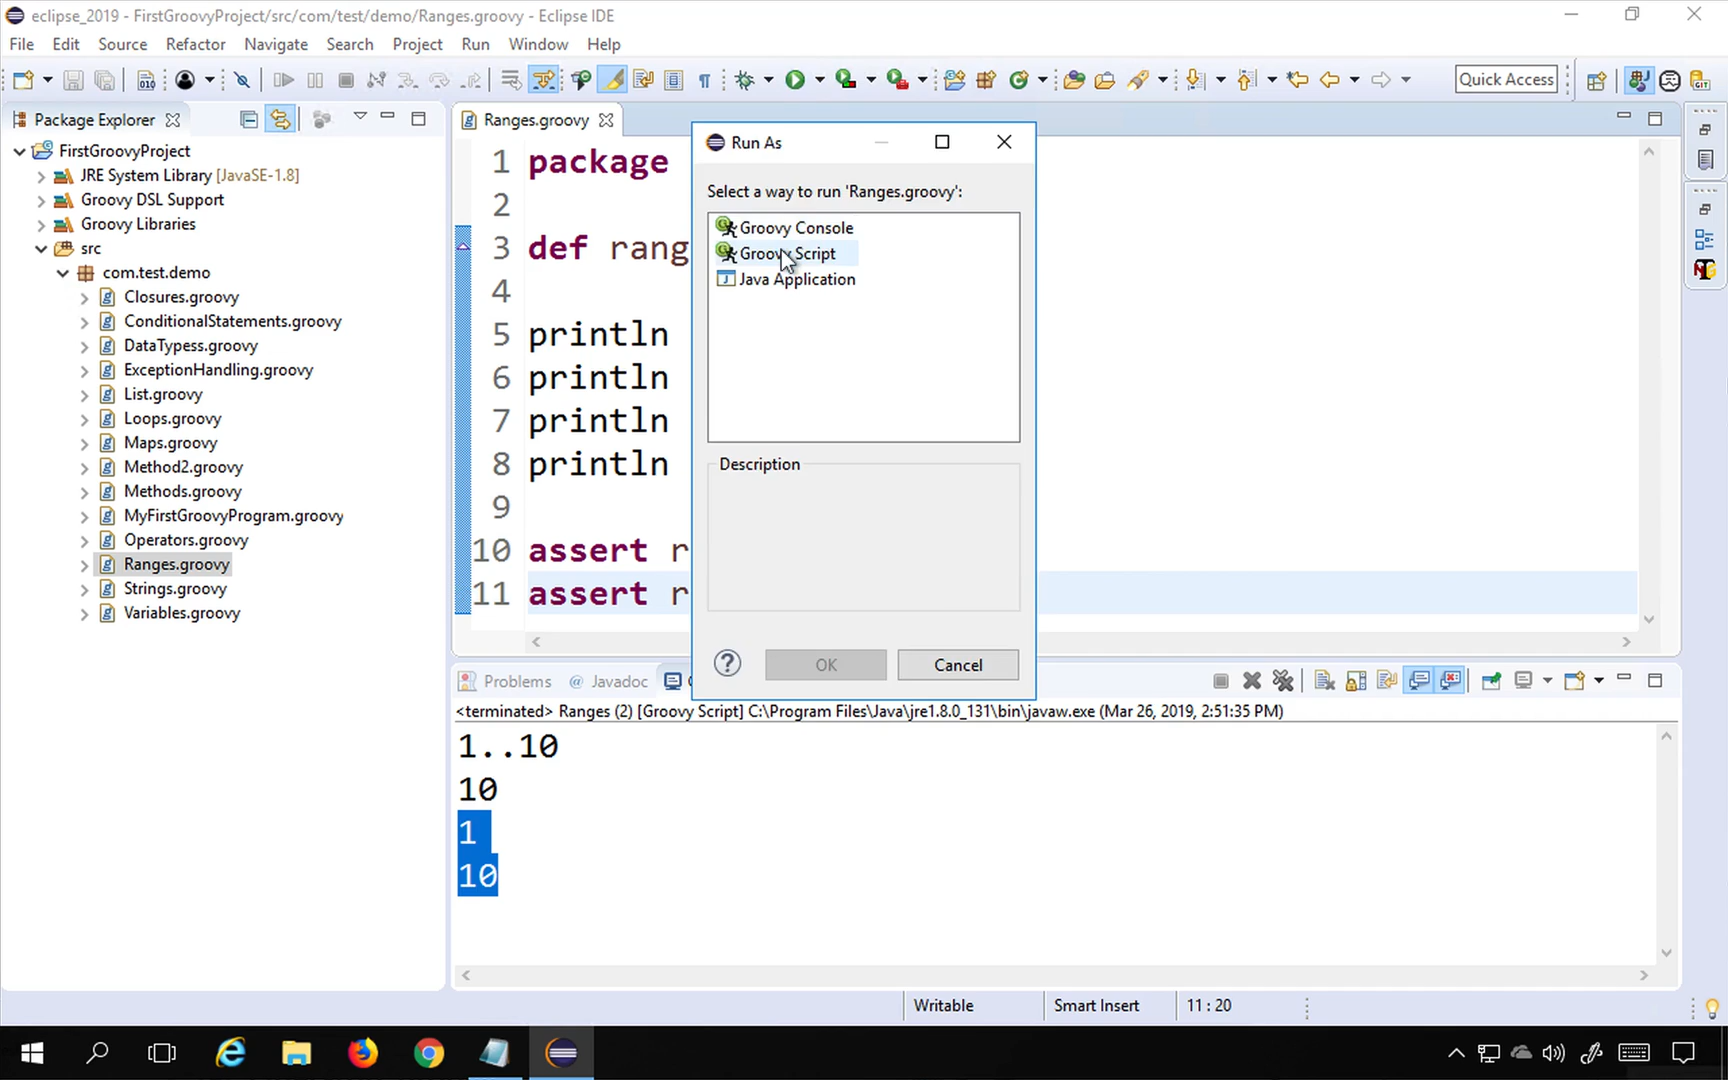 eclipse_2019 - FirstGroovyProject/src/com/test/demo/Ranges.groovy - Eclipse IDE
File Edit Source Refactor Navigate Search Project Run Window Help
Quick Access
Package Explorer
FirstGroovyProject
JRE System Library [JavaSE-1.8]
Groovy DSL Support
Groovy Libraries
src
com.test.demo
Closures.groovy
ConditionalStatements.groovy
DataTypess.groovy
ExceptionHandling.groovy
List.groovy
Loops.groovy
Maps.groovy
Method2.groovy
Methods.groovy
MyFirstGroovyProgram.groovy
Operators.groovy
Ranges.groovy
Strings.groovy
Variables.groovy
Ranges.groovy
1 package
2
3 def rang
4
5 println
6 println
7 println
8 println
9
10 assert r
11 assert r
Run As
Select a way to run 'Ranges.groovy':
Groovy Console
Groovy Script
Java Application
Description
OK Cancel
Problems @ Javadoc
<terminated> Ranges (2) [Groovy Script] C:\Program Files\Java\jre1.8.0_131\bin\javaw.exe (Mar 26, 2019, 2:51:35 PM)
1..10
10
1
10
Writable Smart Insert 11 : 20